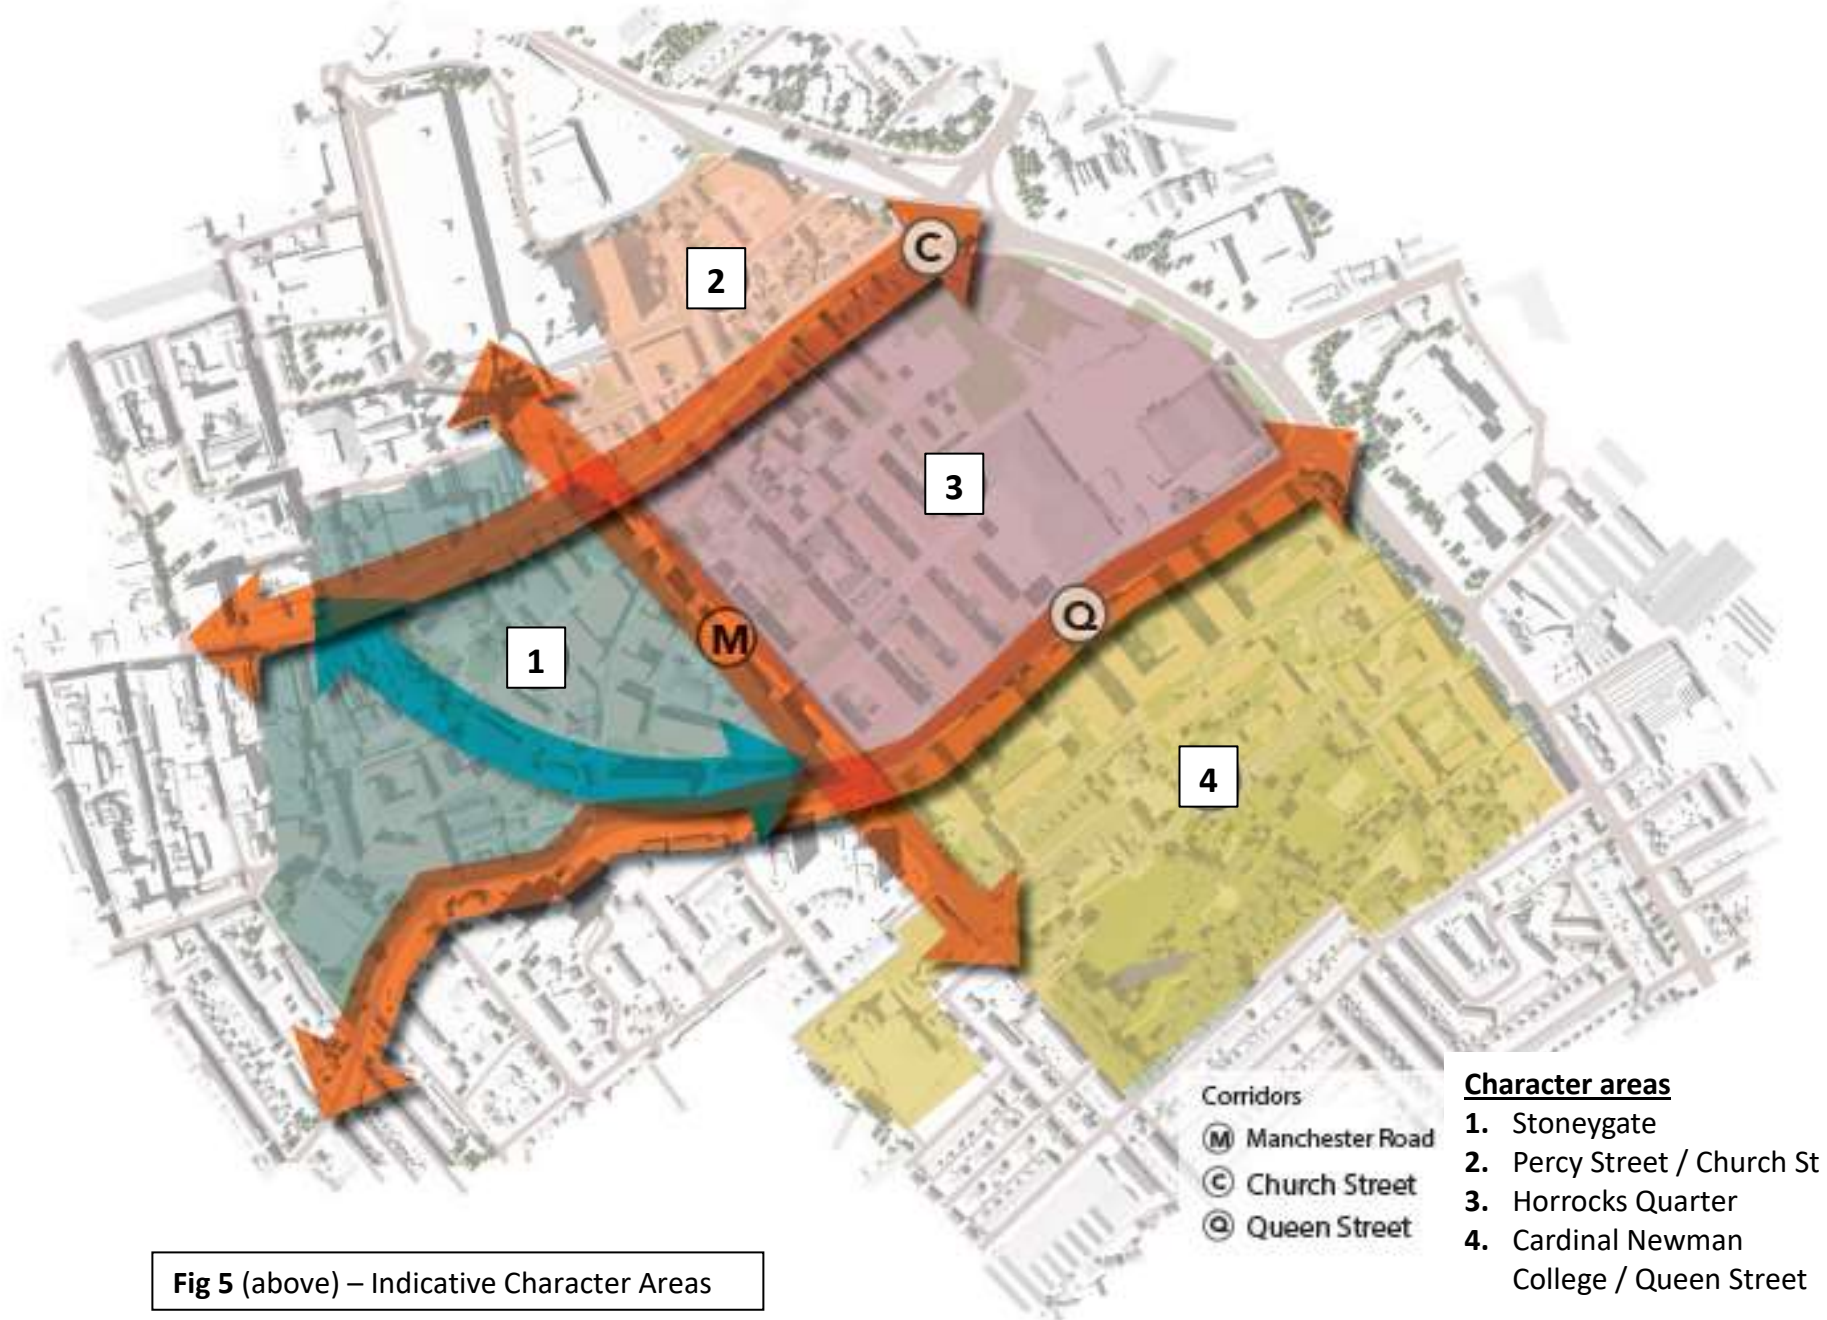 C
2
3
Q
M
1
4
Corridors
M Manchester Road
C Church Street
Q Queen Street
Character areas
1. Stoneygate
2. Percy Street / Church St
3. Horrocks Quarter
4. Cardinal Newman
College / Queen Street
Fig 5 (above) – Indicative Character Areas